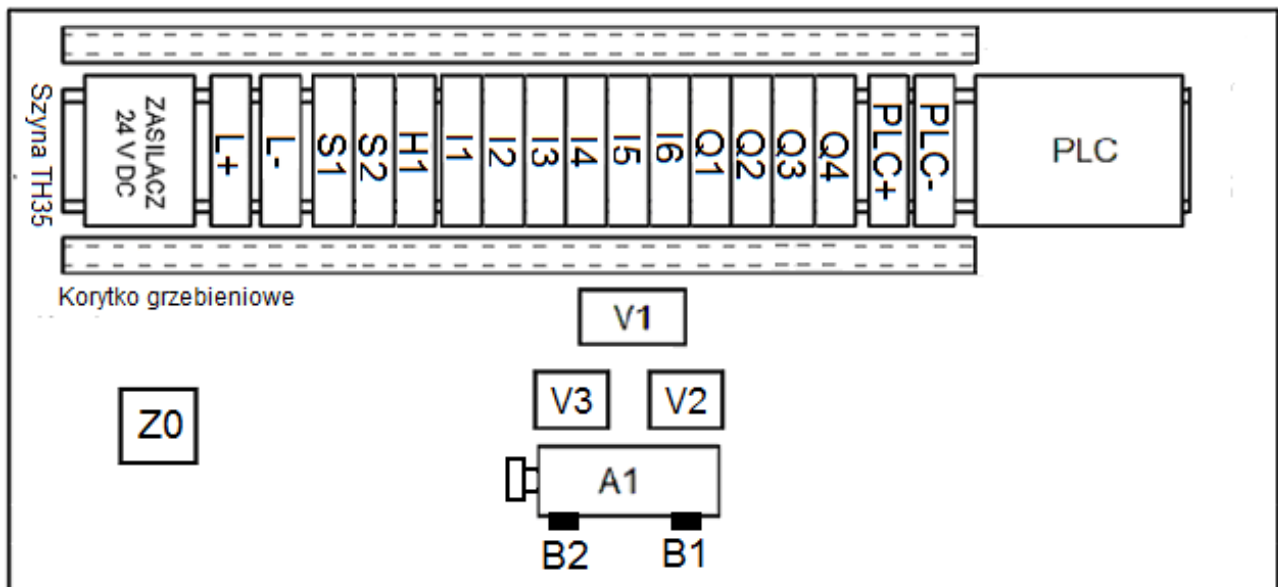 Szyna TH35
ZASILACZ
24 V DC
L+
L-
S1
S2
H1
I1
I2
I3
I4
I5
I6
Q1
Q2
Q3
Q4
PLC+
PLC-
PLC
Korytko grzebieniowe
V1
V3
V2
Z0
A1
B2
B1